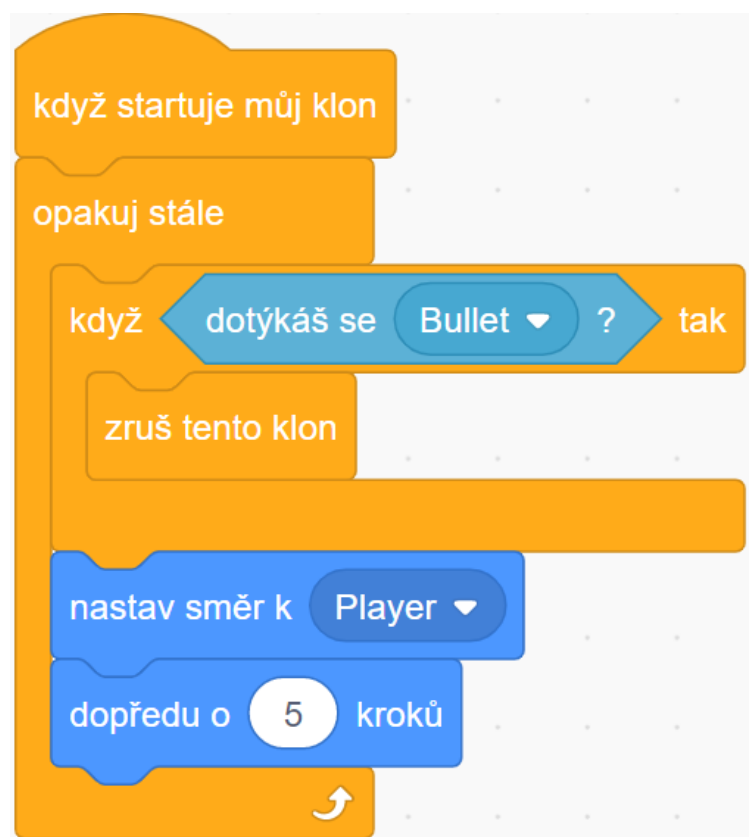 když startuje můj klon
opakuj stále
když dotýkáš se Bullet ? tak
zruš tento klon
nastav směr k Player
dopředu o 5 kroků